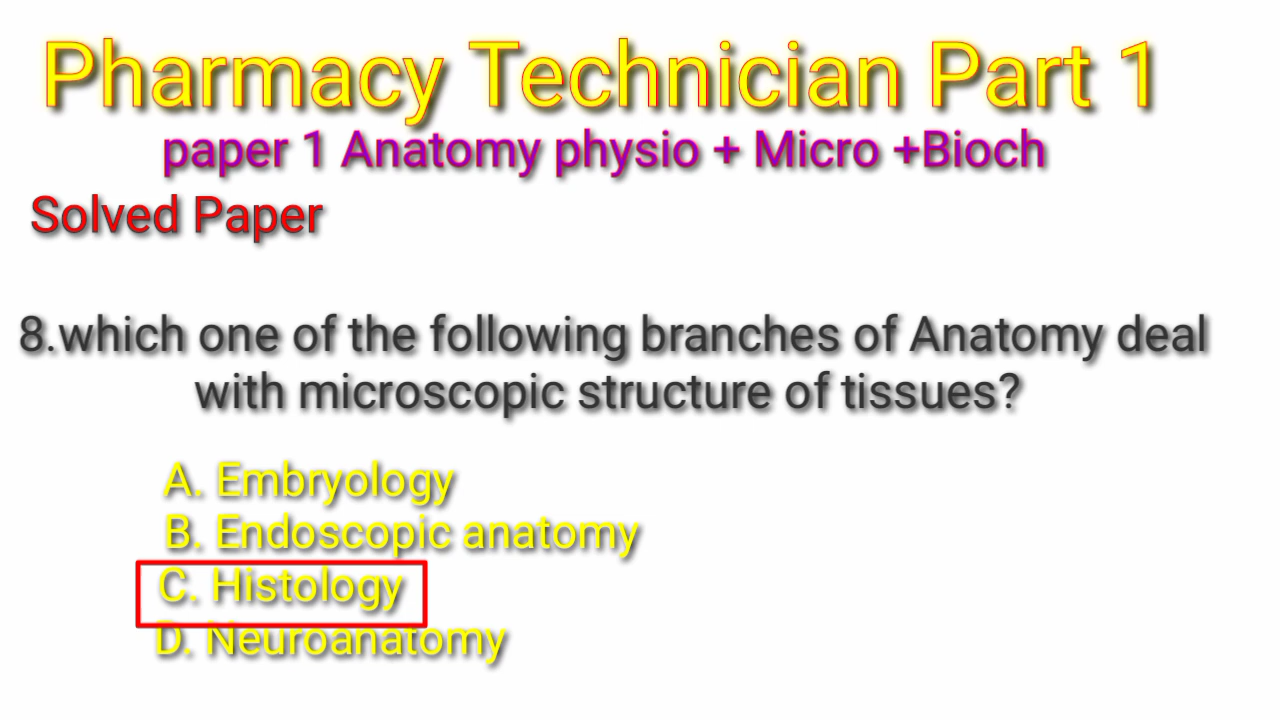 Pharmacy Technician Part 1
paper 1 Anatomy physio + Micro +Bioch
Solved Paper
8.which one of the following branches of Anatomy deal
with microscopic structure of tissues?
A. Embryology
B. Endoscopic anatomy
C. Histology
D. Neuroanatomy